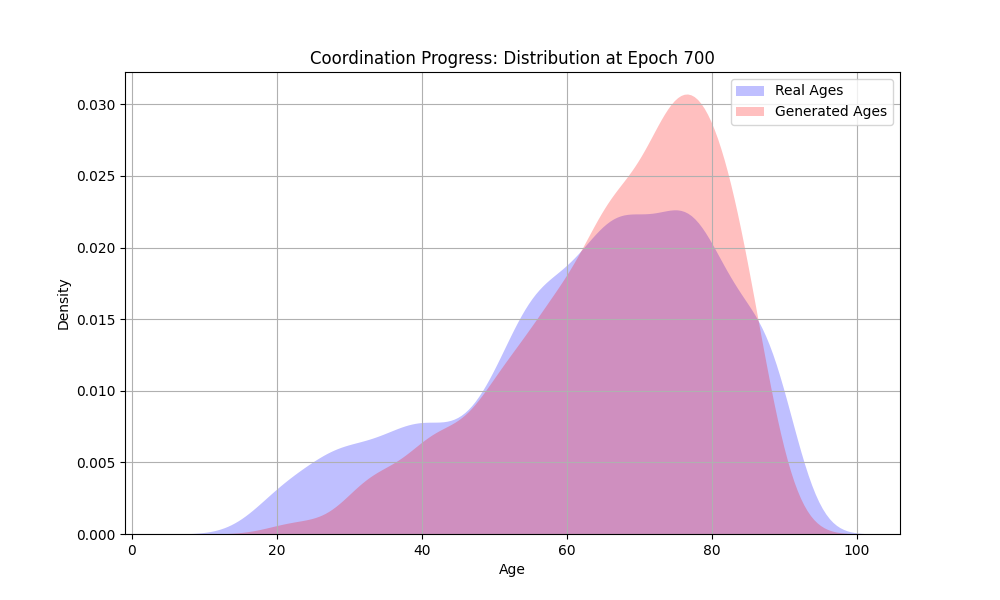 Coordination Progress: Distribution at Epoch 700
Real Ages
Generated Ages
Density
0.030
0.025
0.020
0.015
0.010
0.005
0.000
0 20 40 60 80 100
Age